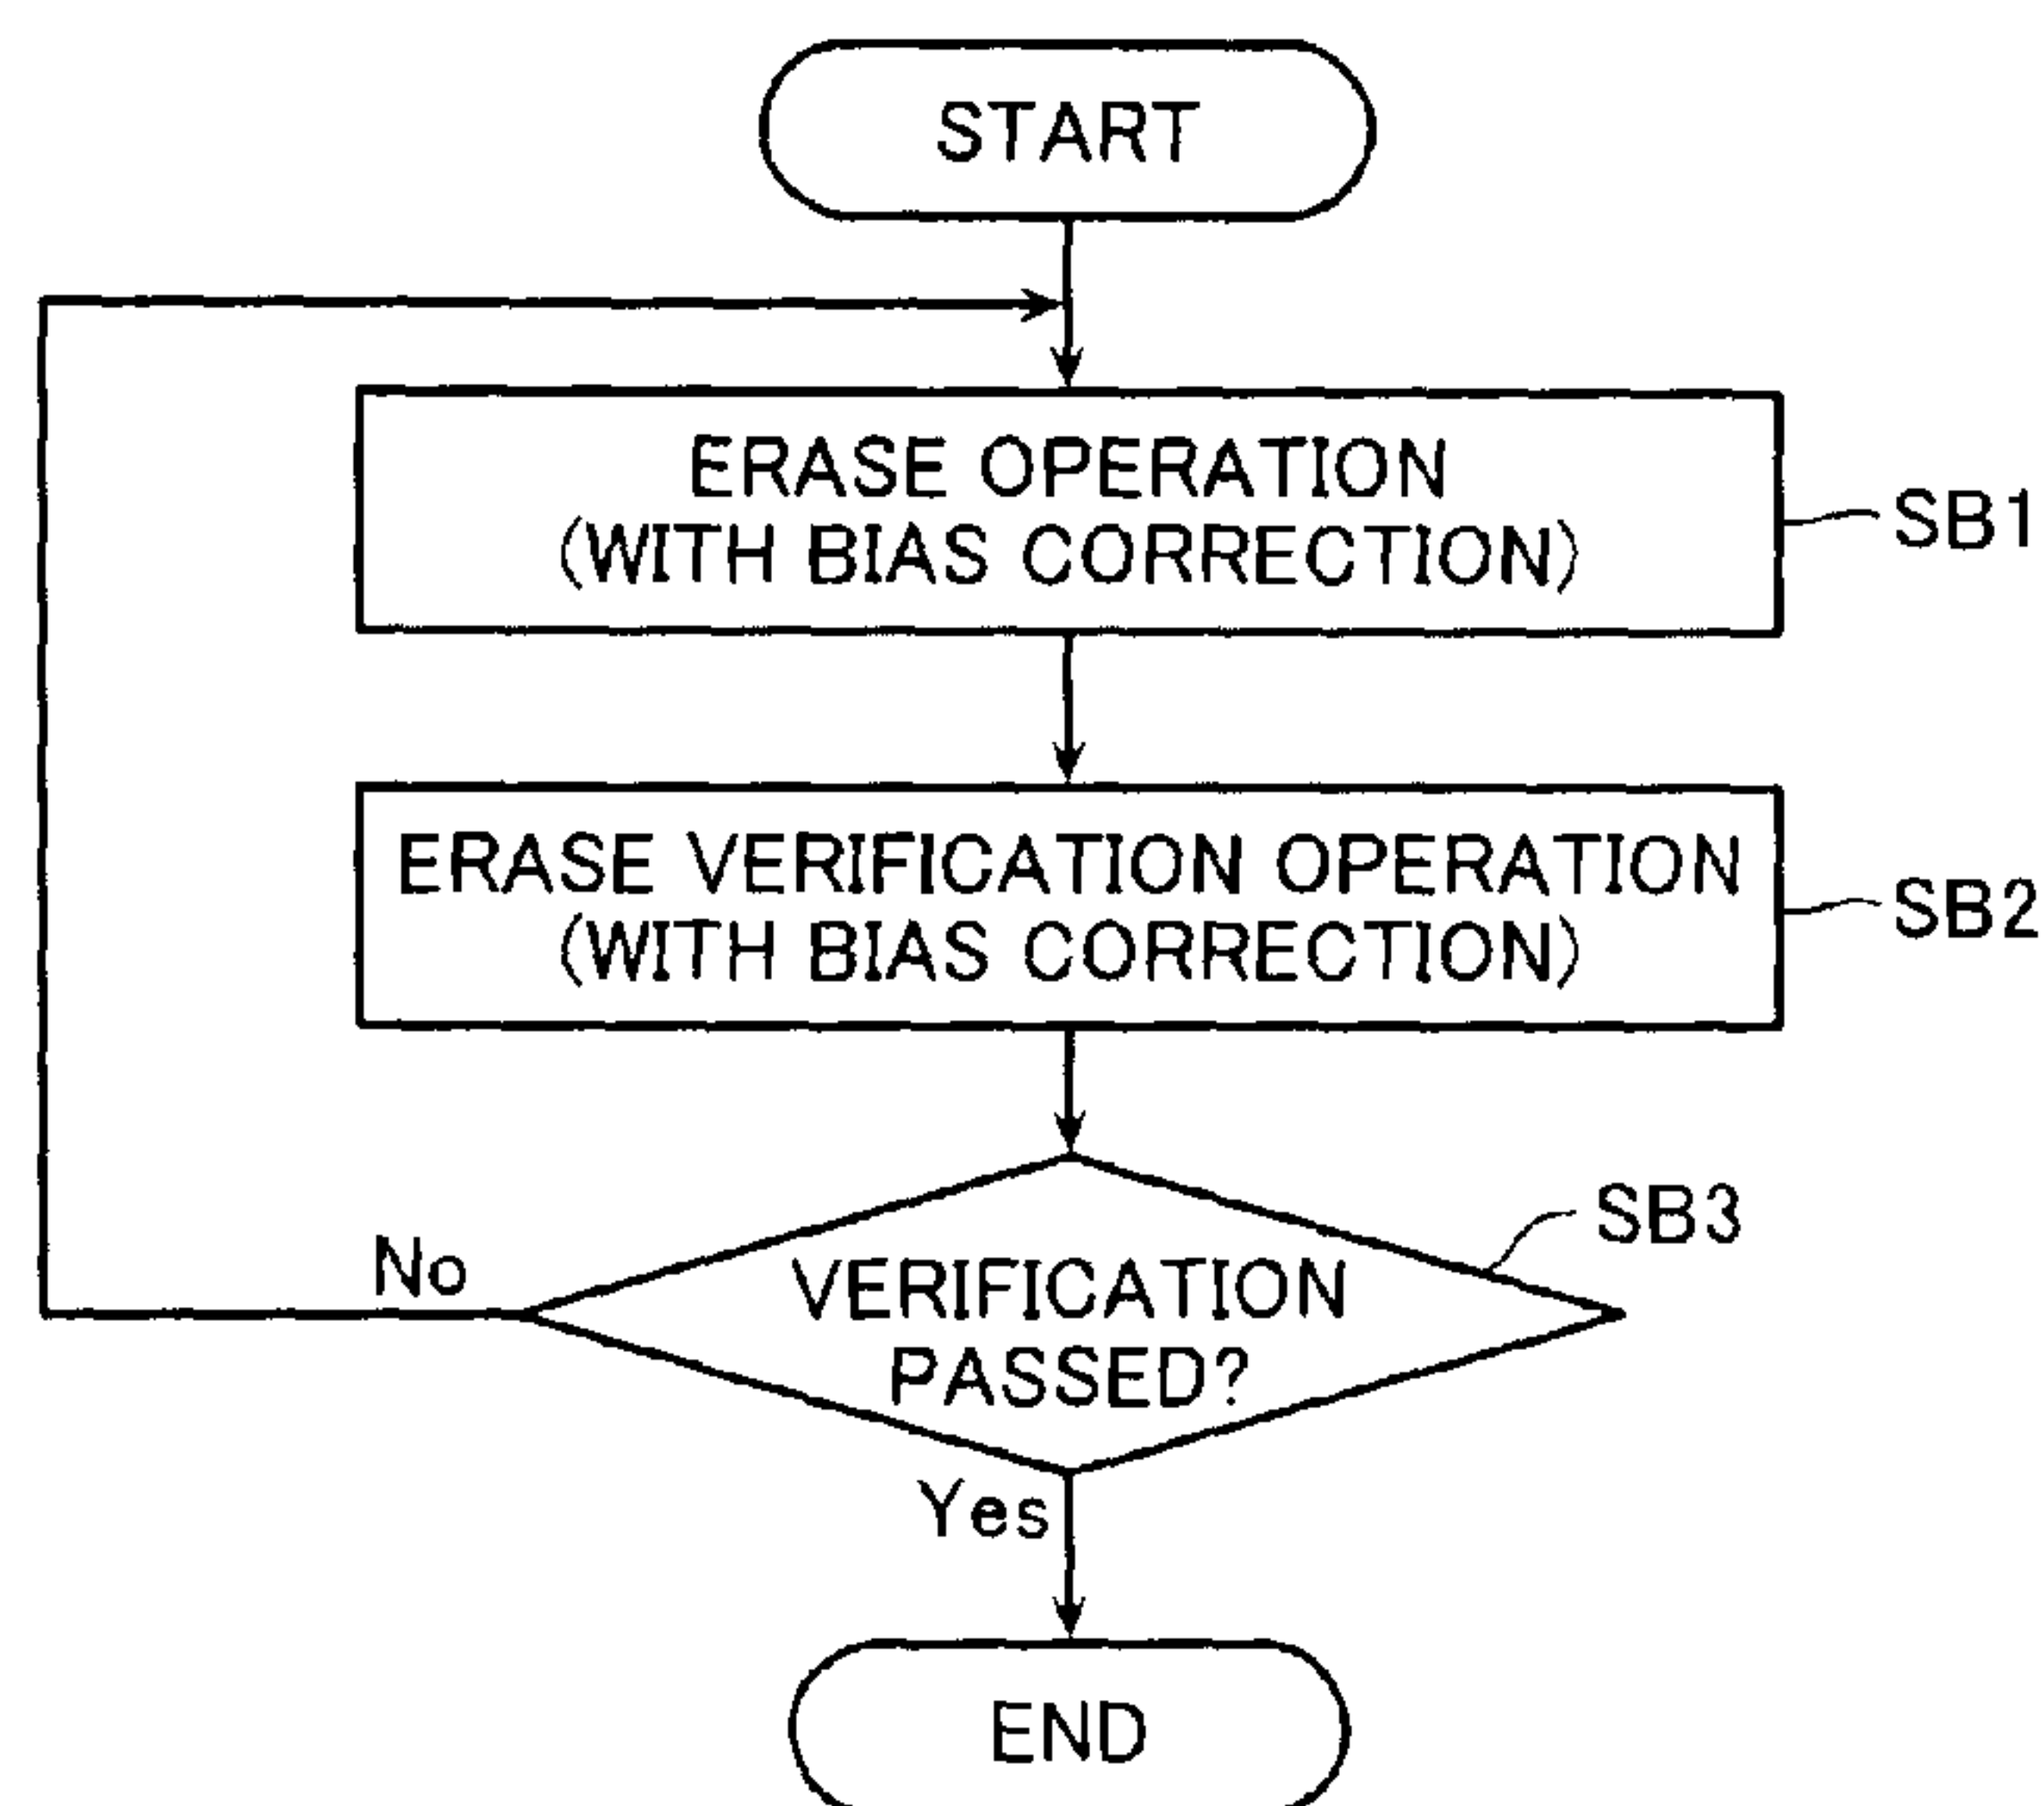 START
ERASE OPERATION
(WITH BIAS CORRECTION)
SB1
ERASE VERIFICATION OPERATION
(WITH BIAS CORRECTION)
SB2
SB3
No
VERIFICATION
PASSED?
Yes
END